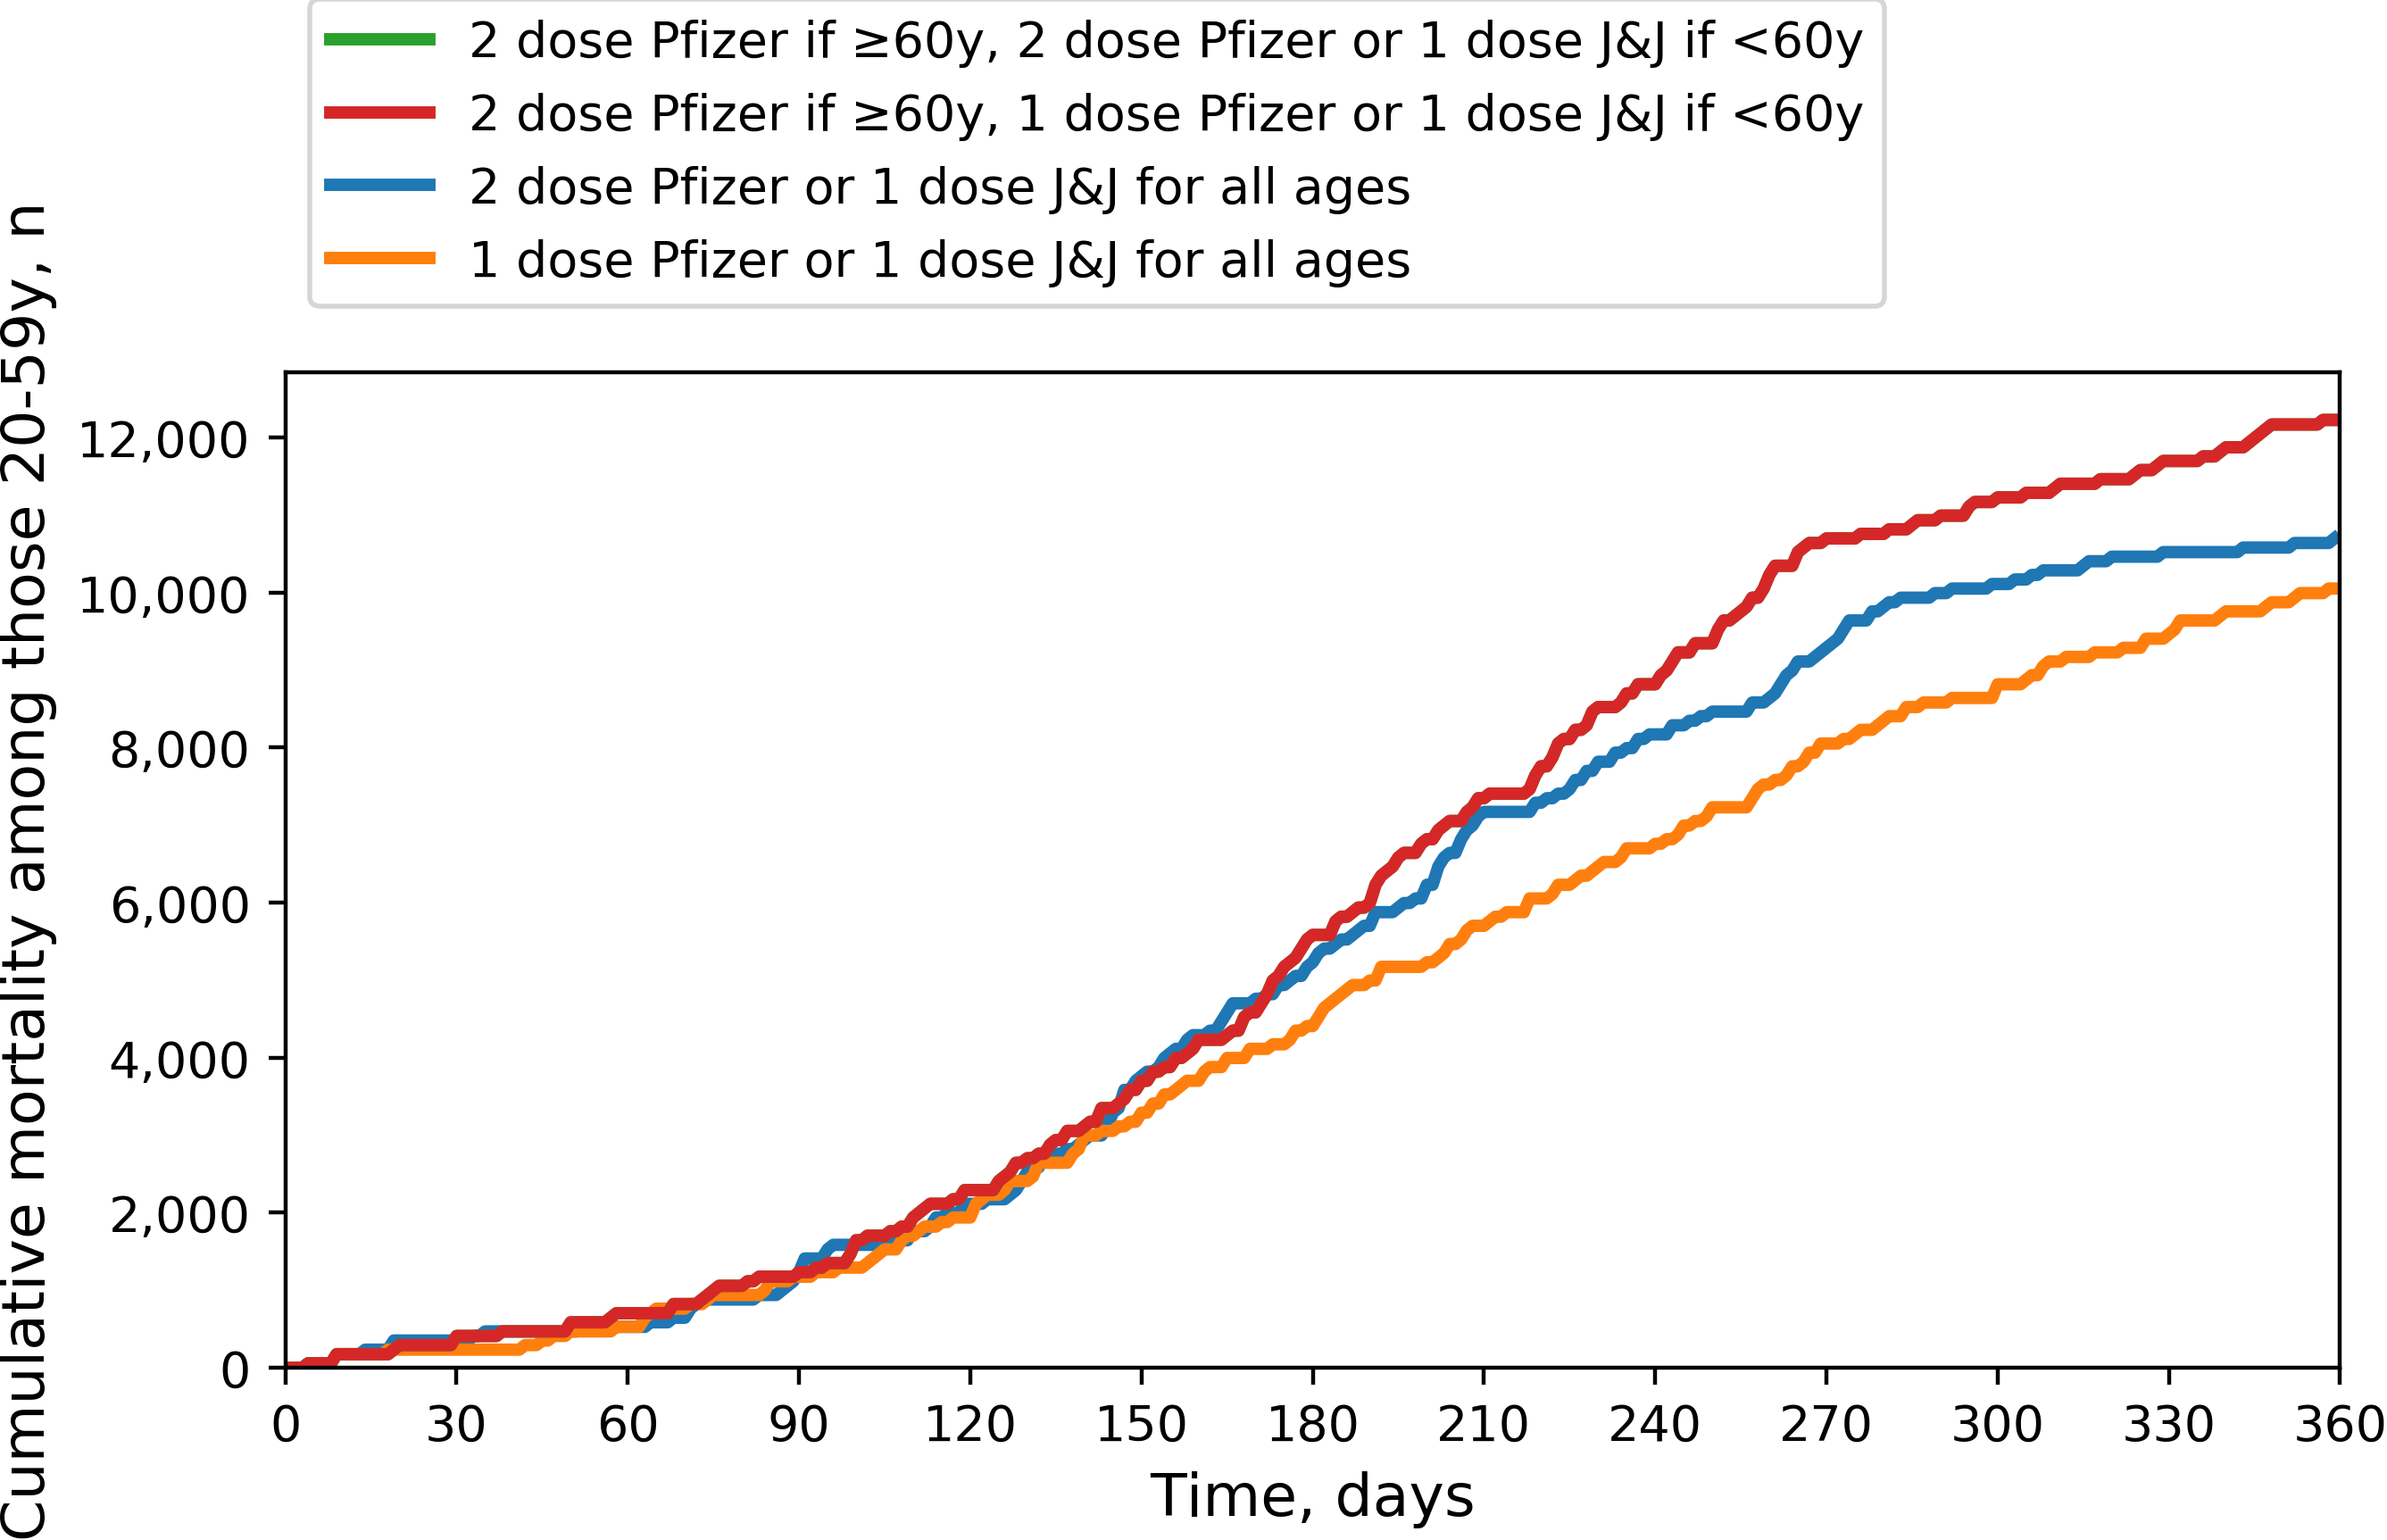 2 dose Pfizer if ≥60y, 2 dose Pfizer or 1 dose J&J if <60y
2 dose Pfizer if ≥60y, 1 dose Pfizer or 1 dose J&J if <60y
2 dose Pfizer or 1 dose J&J for all ages
1 dose Pfizer or 1 dose J&J for all ages
Cumulative mortality among those 20-59y, n
12,000
10,000
8,000
6,000
4,000
2,000
0
0 30 60 90 120 150 180 210 240 270 300 330 360
Time, days